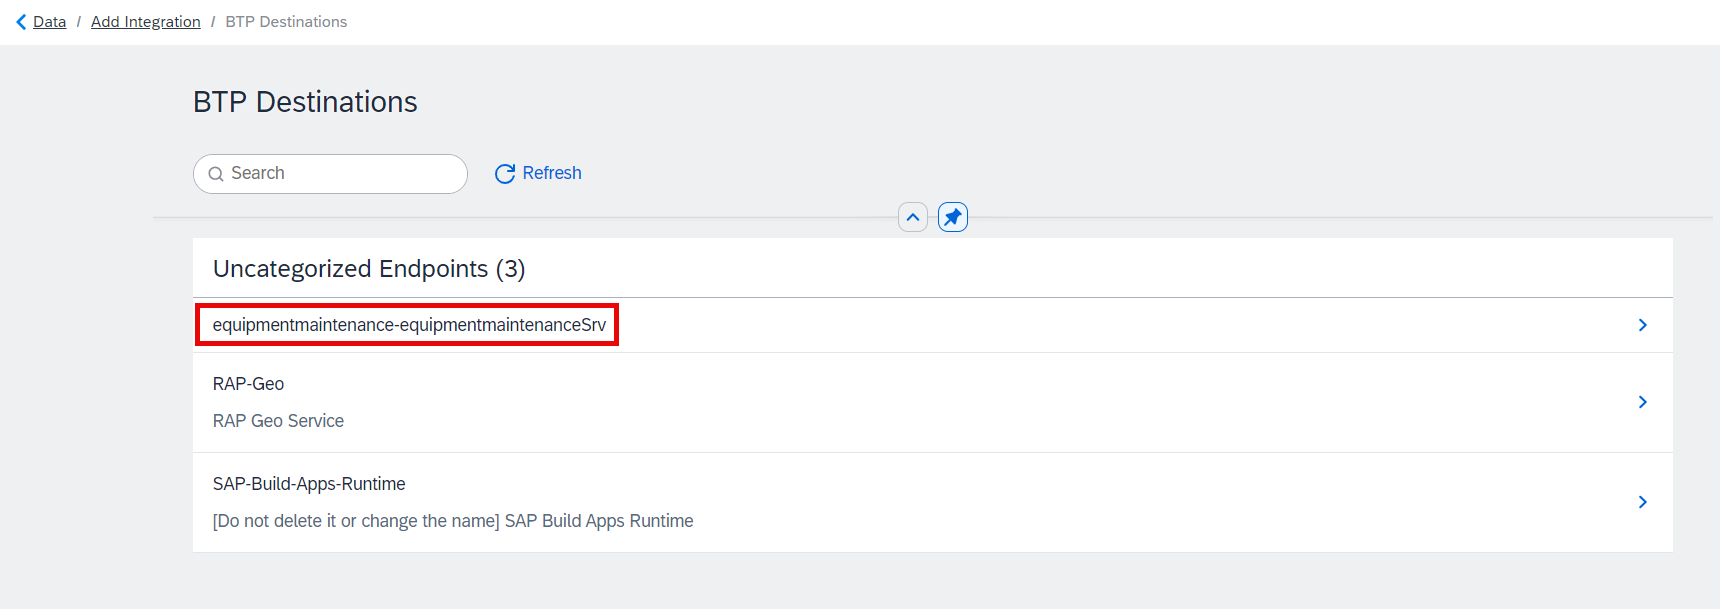 Data / Add Integration / BTP Destinations
BTP Destinations
Search Refresh
Uncategorized Endpoints (3)
equipmentmaintenance-equipmentmaintenanceSrv
RAP-Geo
RAP Geo Service
SAP-Build-Apps-Runtime
[Do not delete it or change the name] SAP Build Apps Runtime